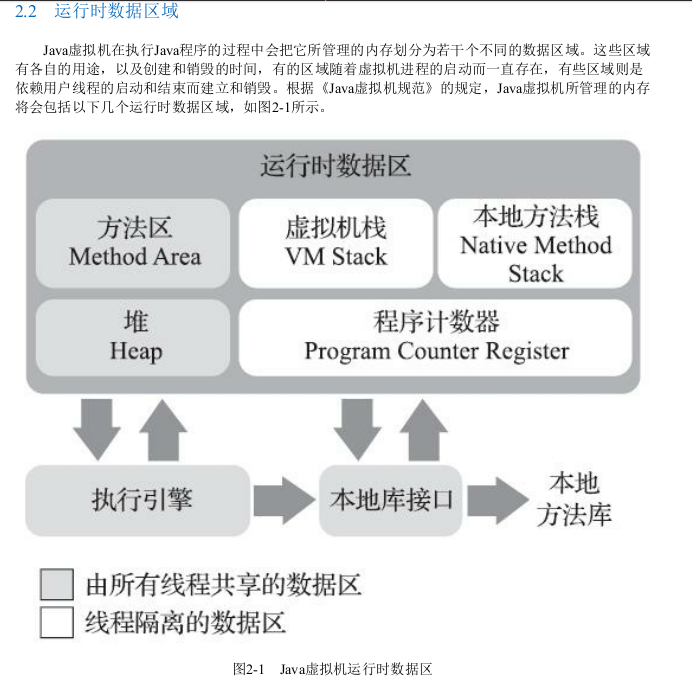 2.2 运行时数据区域
Java虚拟机在执行Java程序的过程中会把它所管理的内存划分为若干个不同的数据区域。这些区域
有各自的用途，以及创建和销毁的时间，有的区域随着虚拟机进程的启动而一直存在，有些区域则是
依赖用户线程的启动和结束而建立和销毁。根据《Java虚拟机规范》的规定，Java虚拟机所管理的内存
将会包括以下几个运行时数据区域，如图2-1所示。
运行时数据区
方法区
Method Area
虚拟机栈
VM Stack
本地方法栈
Native Method
Stack
堆
Heap
程序计数器
Program Counter Register
执行引擎
本地库接口
本地
方法库
由所有线程共享的数据区
线程隔离的数据区
图2-1 Java虚拟机运行时数据区